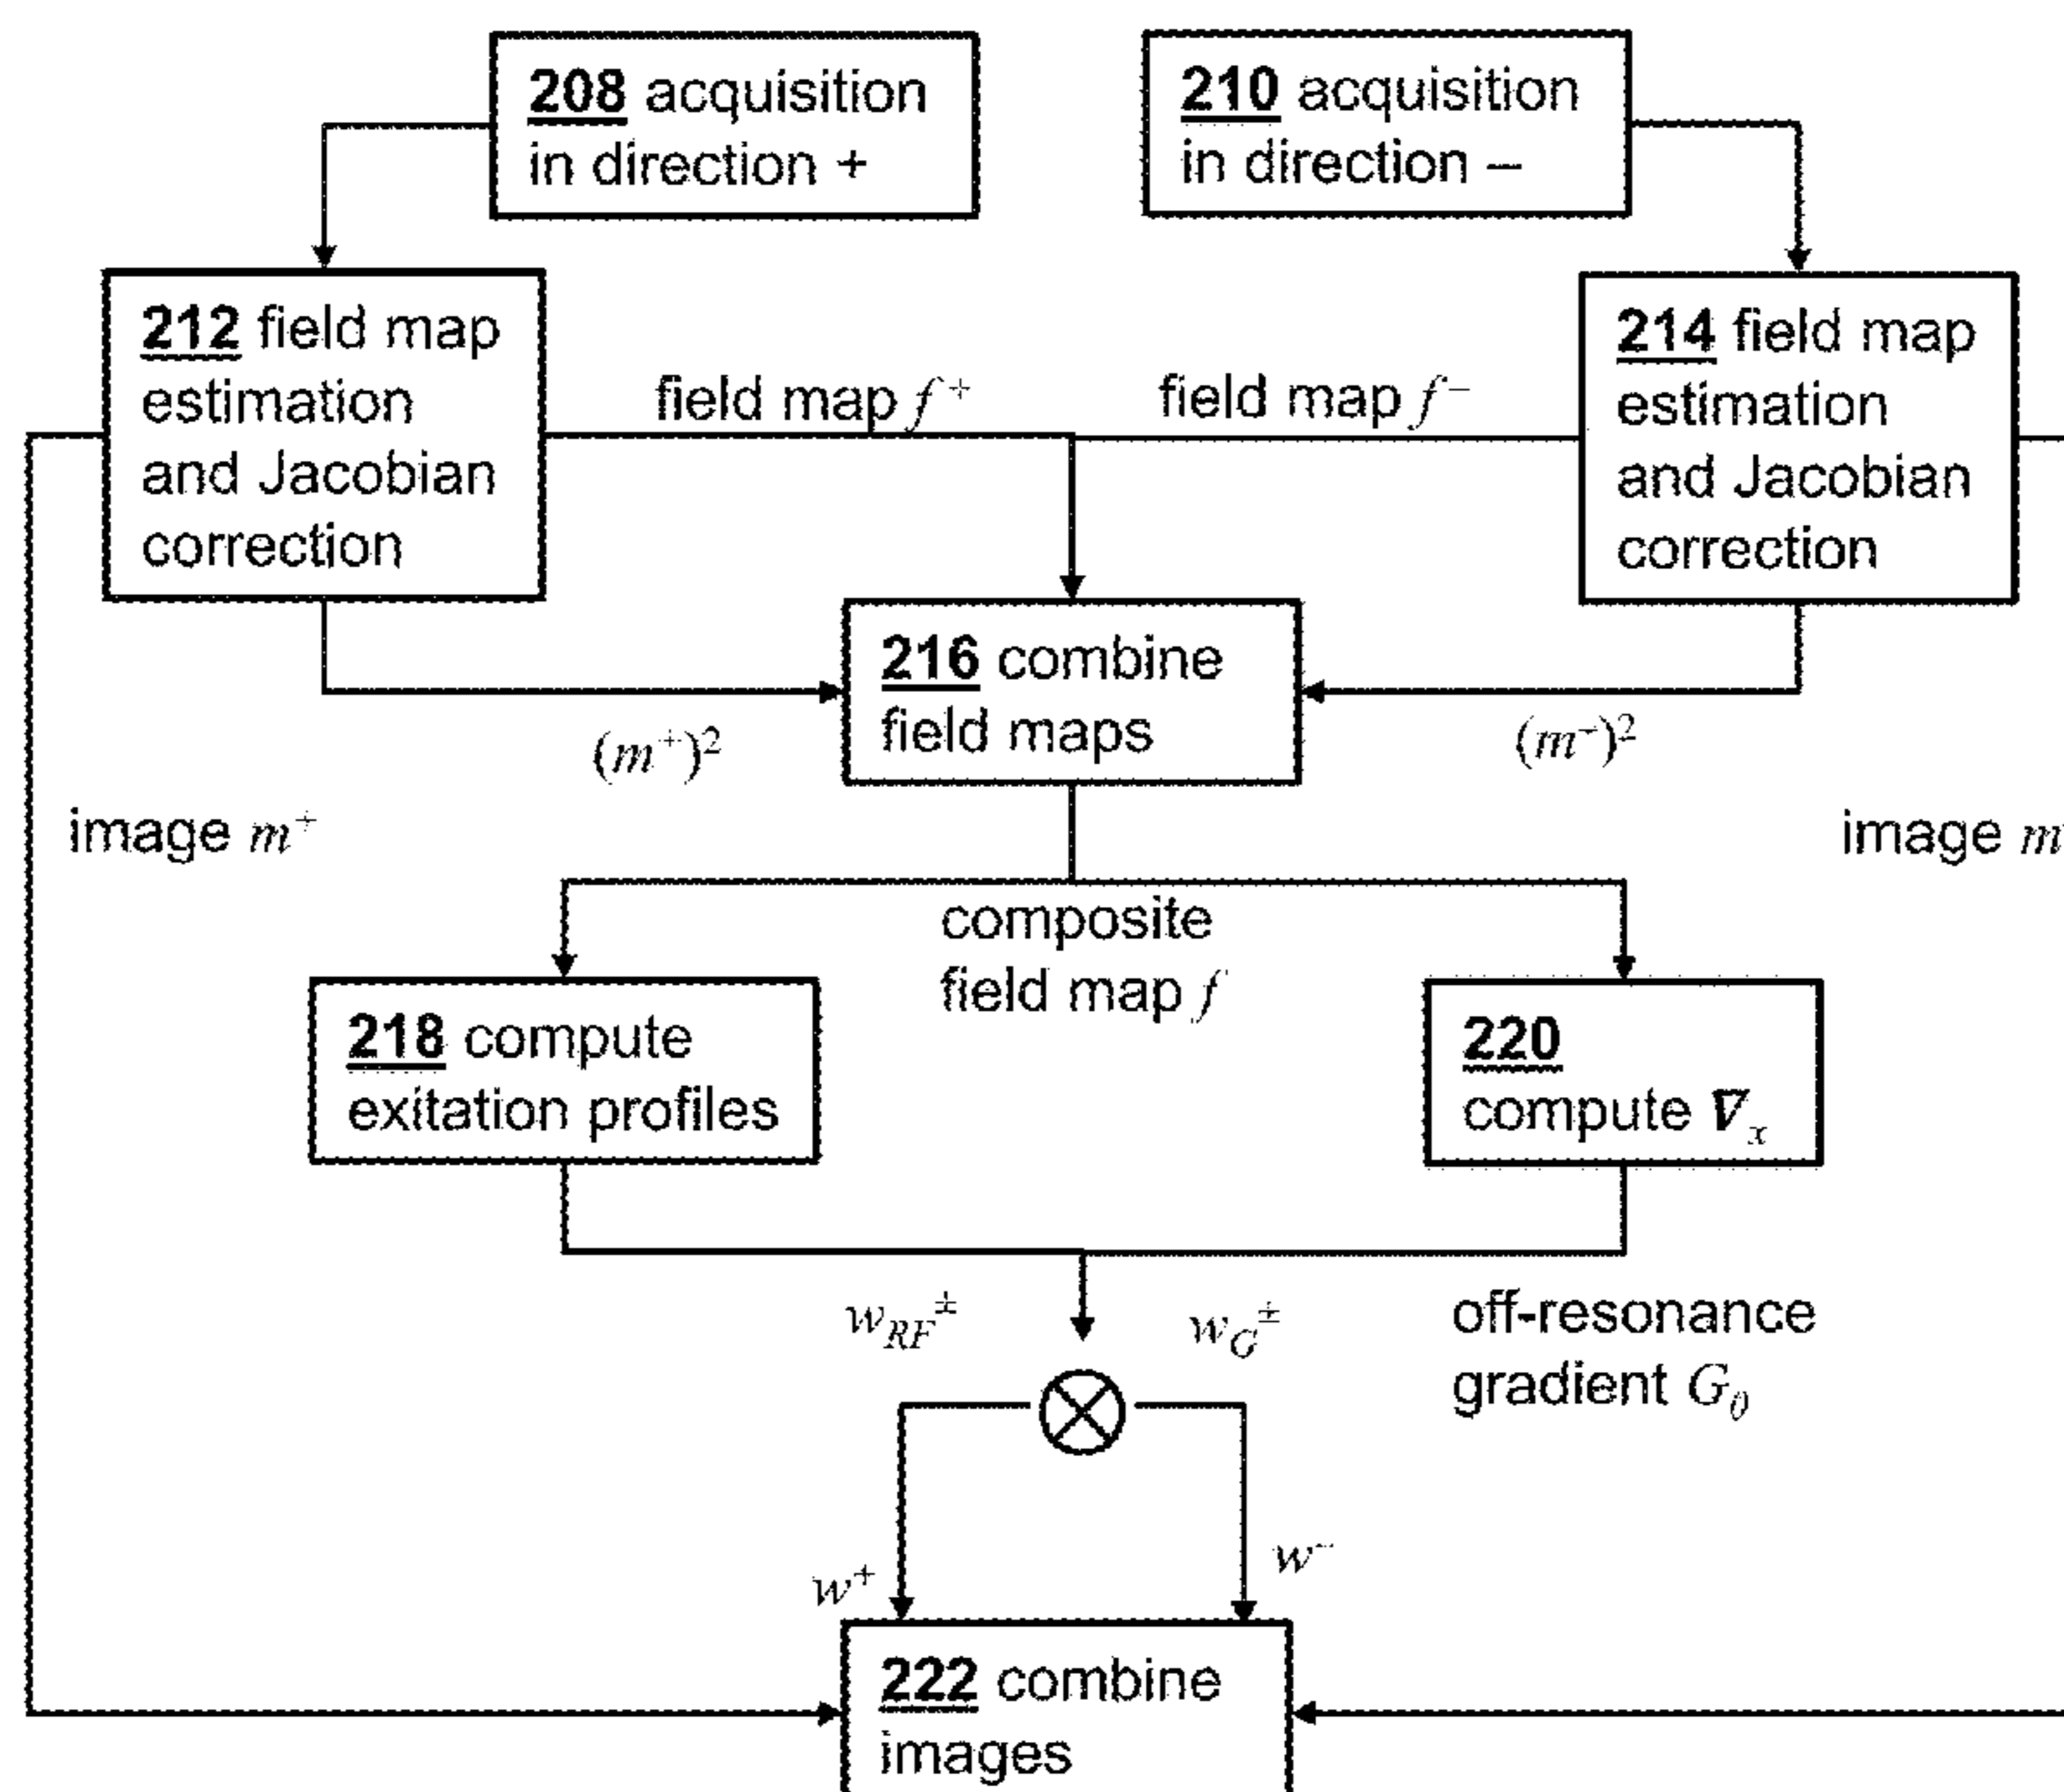 208 acquisition
in direction +
210 acquisition
in direction –
212 field map
estimation
and Jacobian
correction
field map f⁺
field map f⁻
214 field map
estimation
and Jacobian
correction
216 combine
field maps
(m⁺)²
(m⁻)²
image m⁺
image m
composite
field map f
218 compute
exitation profiles
220
compute ∇ₓ
w_RF^±
w_G^±
off-resonance
gradient G₀
w⁺
w⁻
222 combine
images